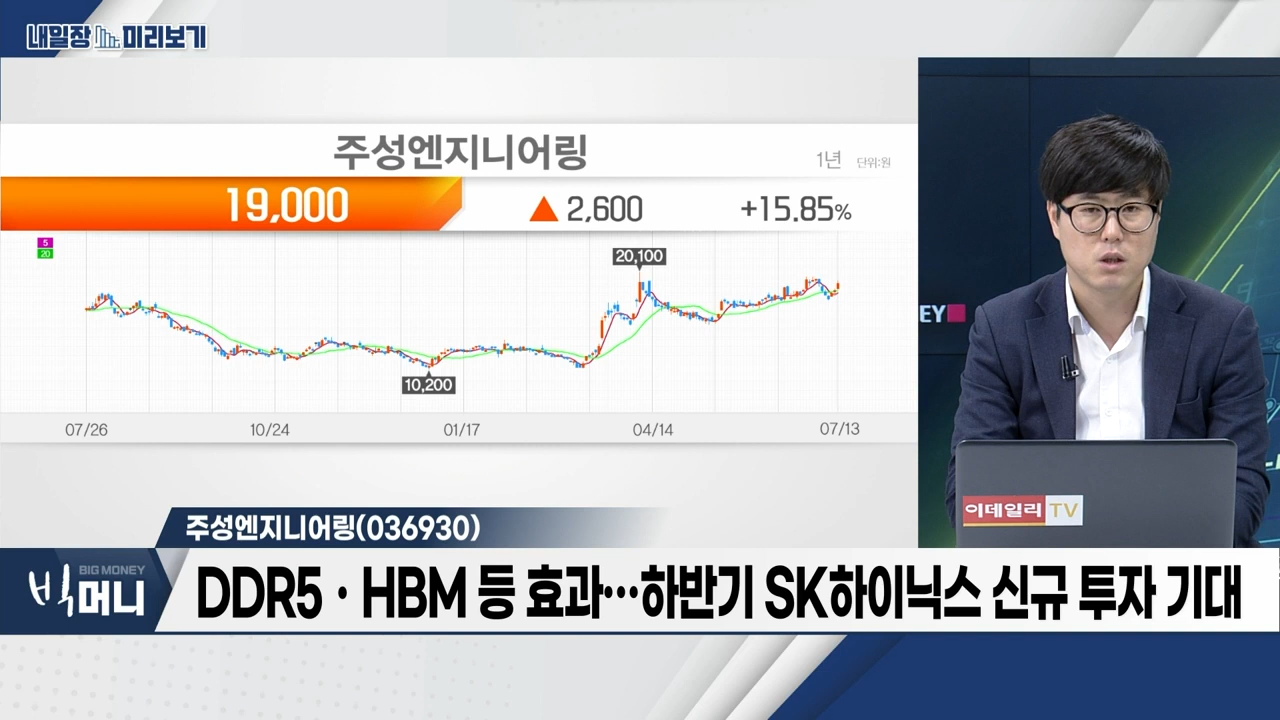 내일장 미리보기
주성엔지니어링
1년 단위:원
19,000 ▲ 2,600 +15.85%
5
20
20,100
10,200
07/26 10/24 01/17 04/14 07/13
EY
이데일리 TV
주성엔지니어링(036930)
BIG MONEY
빅머니
DDR5·HBM 등 효과…하반기 SK하이닉스 신규 투자 기대